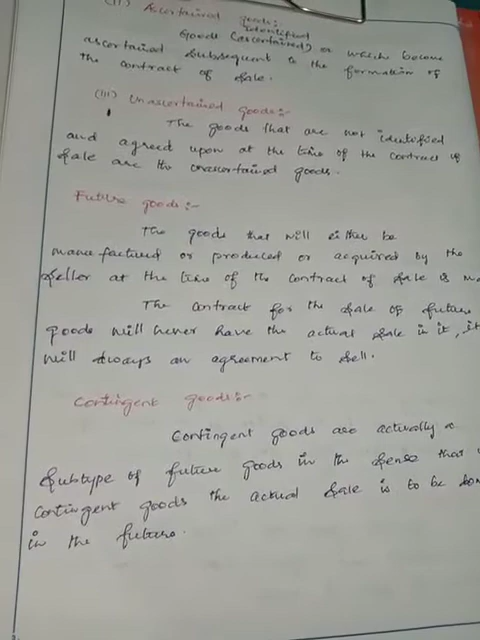 (ii) Ascertained goods:-
identified
Goods (ascertained) or which become
ascertained subsequent to the formation of
the contract of sale.
(iii) Unascertained goods:-
The goods that are not identified
and agreed upon at the time of the contract of
sale are the unascertained goods.
Future goods:-
The goods that will either be
manufactured or produced or acquired by the
seller at the time of the contract of sale is
The contract for the sale of future
goods will never have the actual sale in it, it
will always an agreement to sell.
Contingent goods:-
Contingent goods are actually a
subtype of future goods in the sense that
contingent goods the actual sale is to be
in the future.